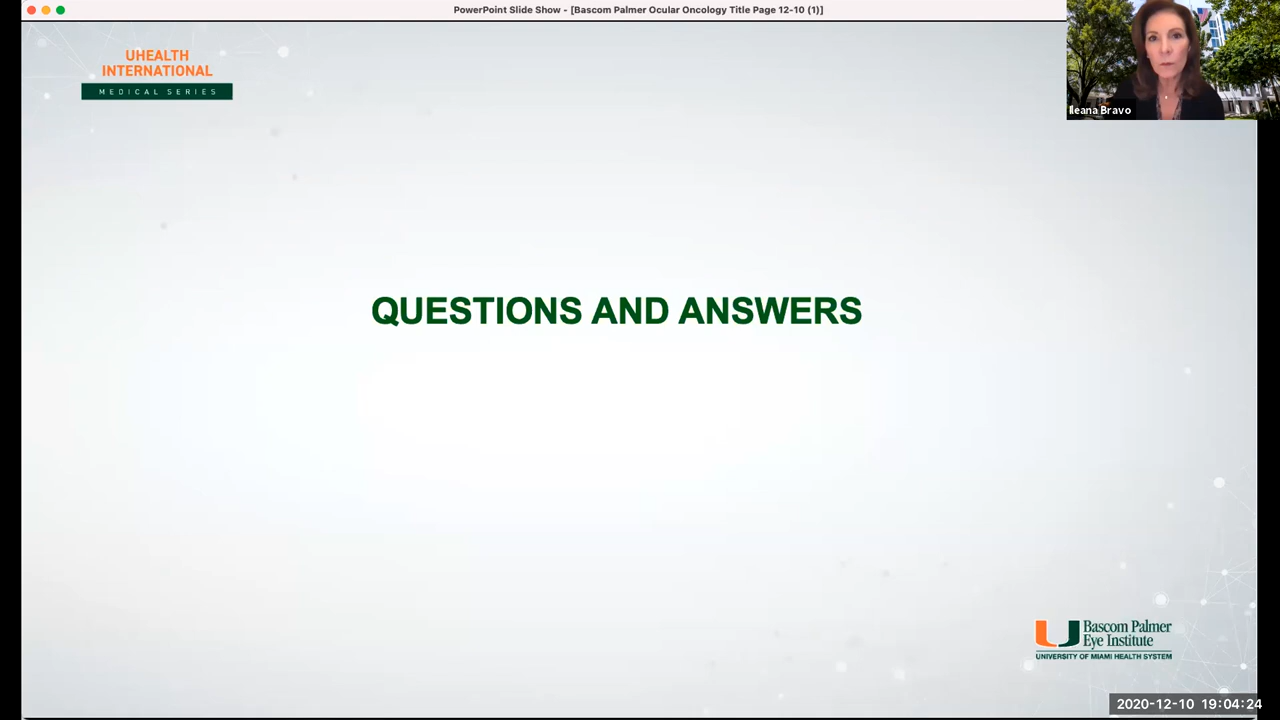 PowerPoint Slide Show - [Bascom Palmer Ocular Oncology Title Page 12-10 (1)]
UHEALTH
INTERNATIONAL
MEDICAL SERIES
Ileana Bravo
QUESTIONS AND ANSWERS
Bascom Palmer
Eye Institute
UNIVERSITY OF MIAMI HEALTH SYSTEM
2020-12-10 19:04:24